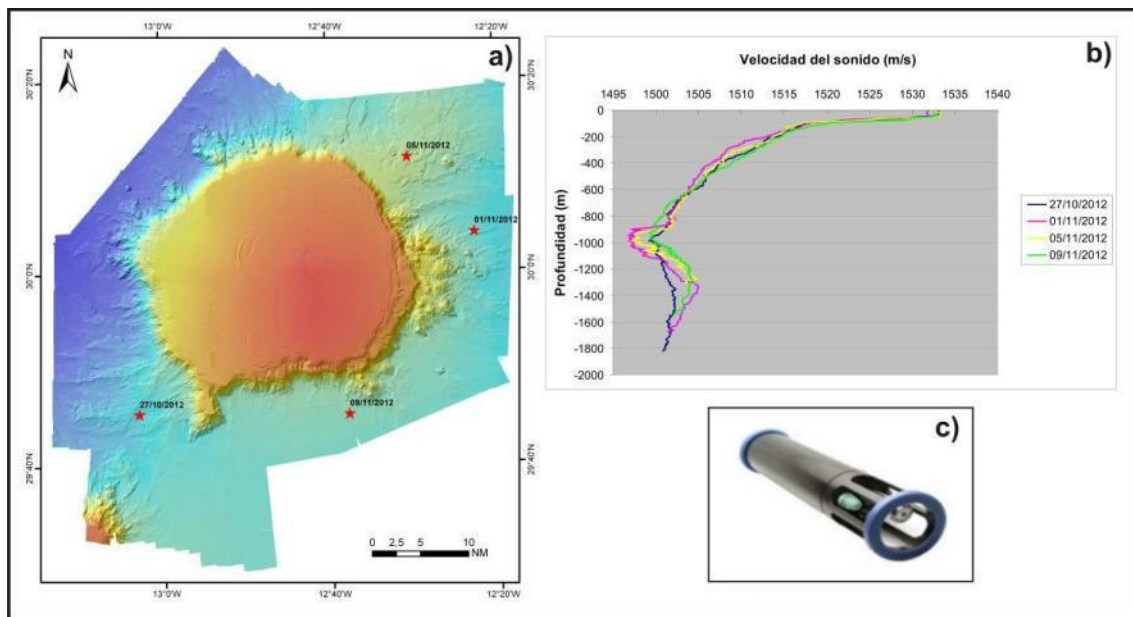 13°0'W 12°40'W 12°20'W
a)
N
30°20'N 30°20'N
05/11/2012
01/11/2012
30°0'N 30°0'N
27/10/2012
09/11/2012
29°40'N 29°40'N
0 2,5 5 10
NM
13°0'W 12°40'W 12°20'W
b)
Velocidad del sonido (m/s)
1495 1500 1505 1510 1515 1520 1525 1530 1535 1540
0
-200
-400
-600
-800
-1000
-1200
-1400
-1600
-1800
-2000
Profundidad (m)
27/10/2012
01/11/2012
05/11/2012
09/11/2012
c)